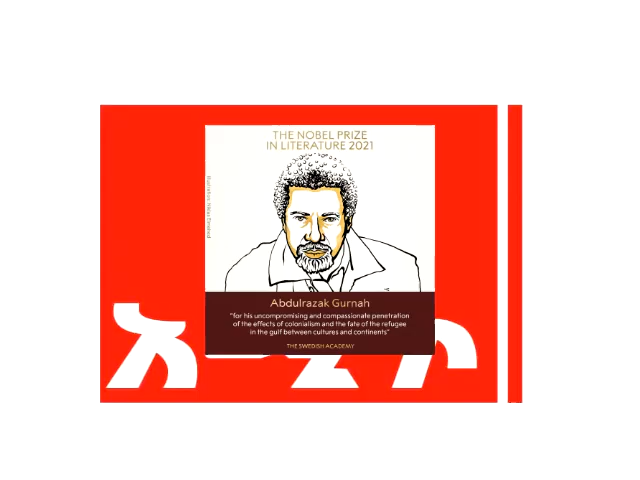 THE NOBEL PRIZE
IN LITERATURE 2021
Abdulrazak Gurnah
"for his uncompromising and compassionate penetration
of the effects of colonialism and the fate of the refugee
in the gulf between cultures and continents"
THE SWEDISH ACADEMY